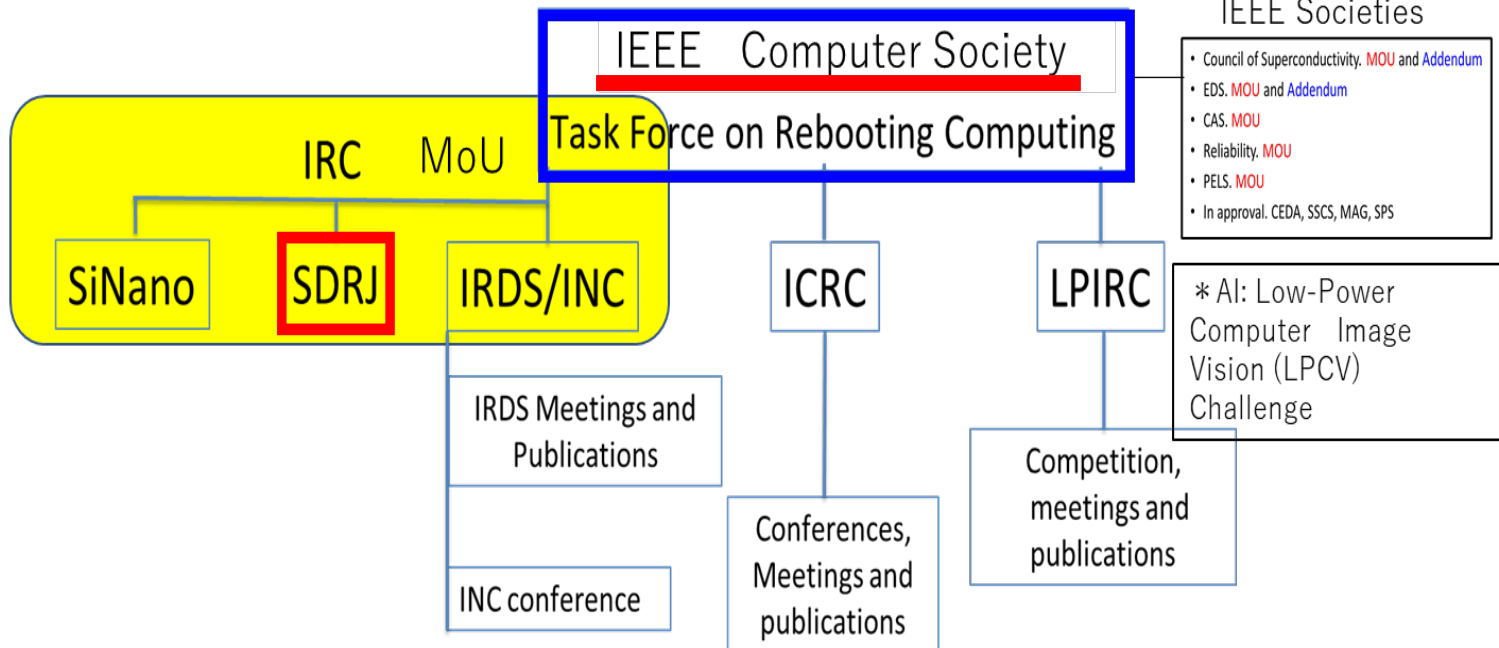 IEEE Societies
IEEE Computer Society
Task Force on Rebooting Computing
• Council of Superconductivity. MOU and Addendum
• EDS. MOU and Addendum
• CAS. MOU
• Reliability. MOU
• PELS. MOU
• In approval. CEDA, SSCS, MAG, SPS
IRC MoU
SiNano
SDRJ
IRDS/INC
ICRC
LPIRC
＊AI: Low-Power
Computer Image
Vision (LPCV)
Challenge
IRDS Meetings and
Publications
INC conference
Conferences,
Meetings and
publications
Competition,
meetings and
publications